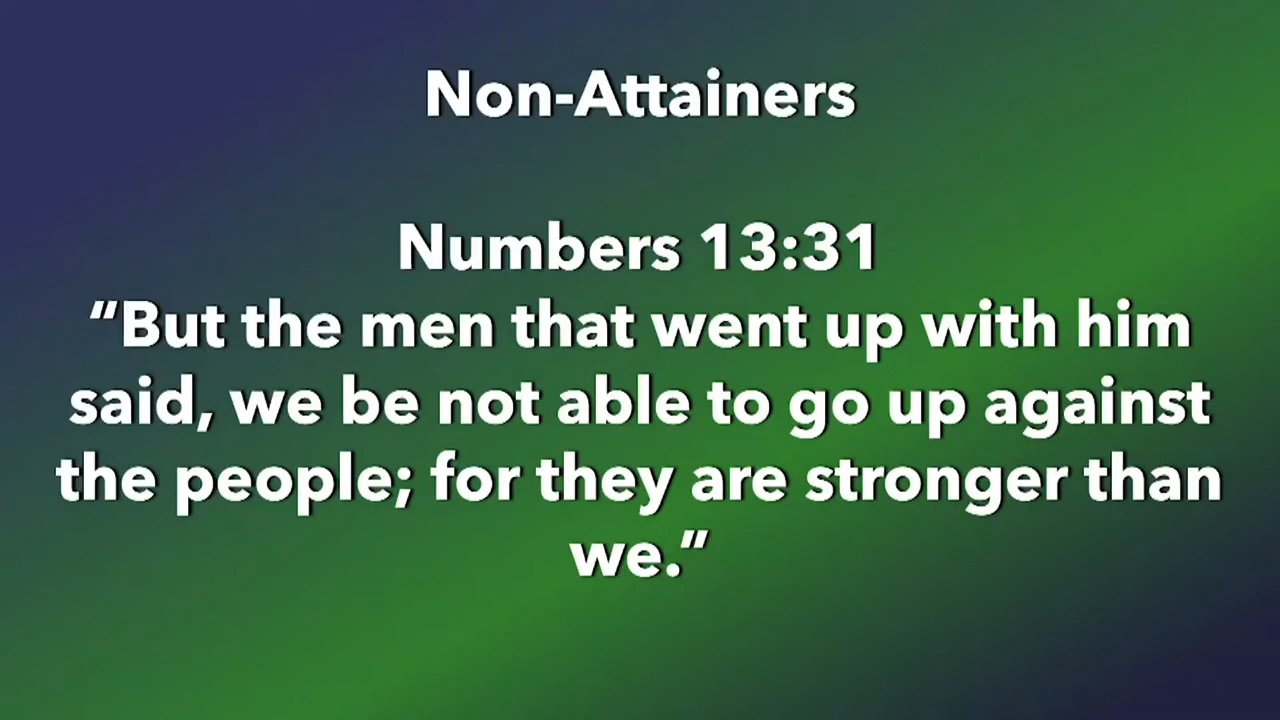 Non-Attainers
Numbers 13:31
“But the men that went up with him
said, we be not able to go up against
the people; for they are stronger than
we.”